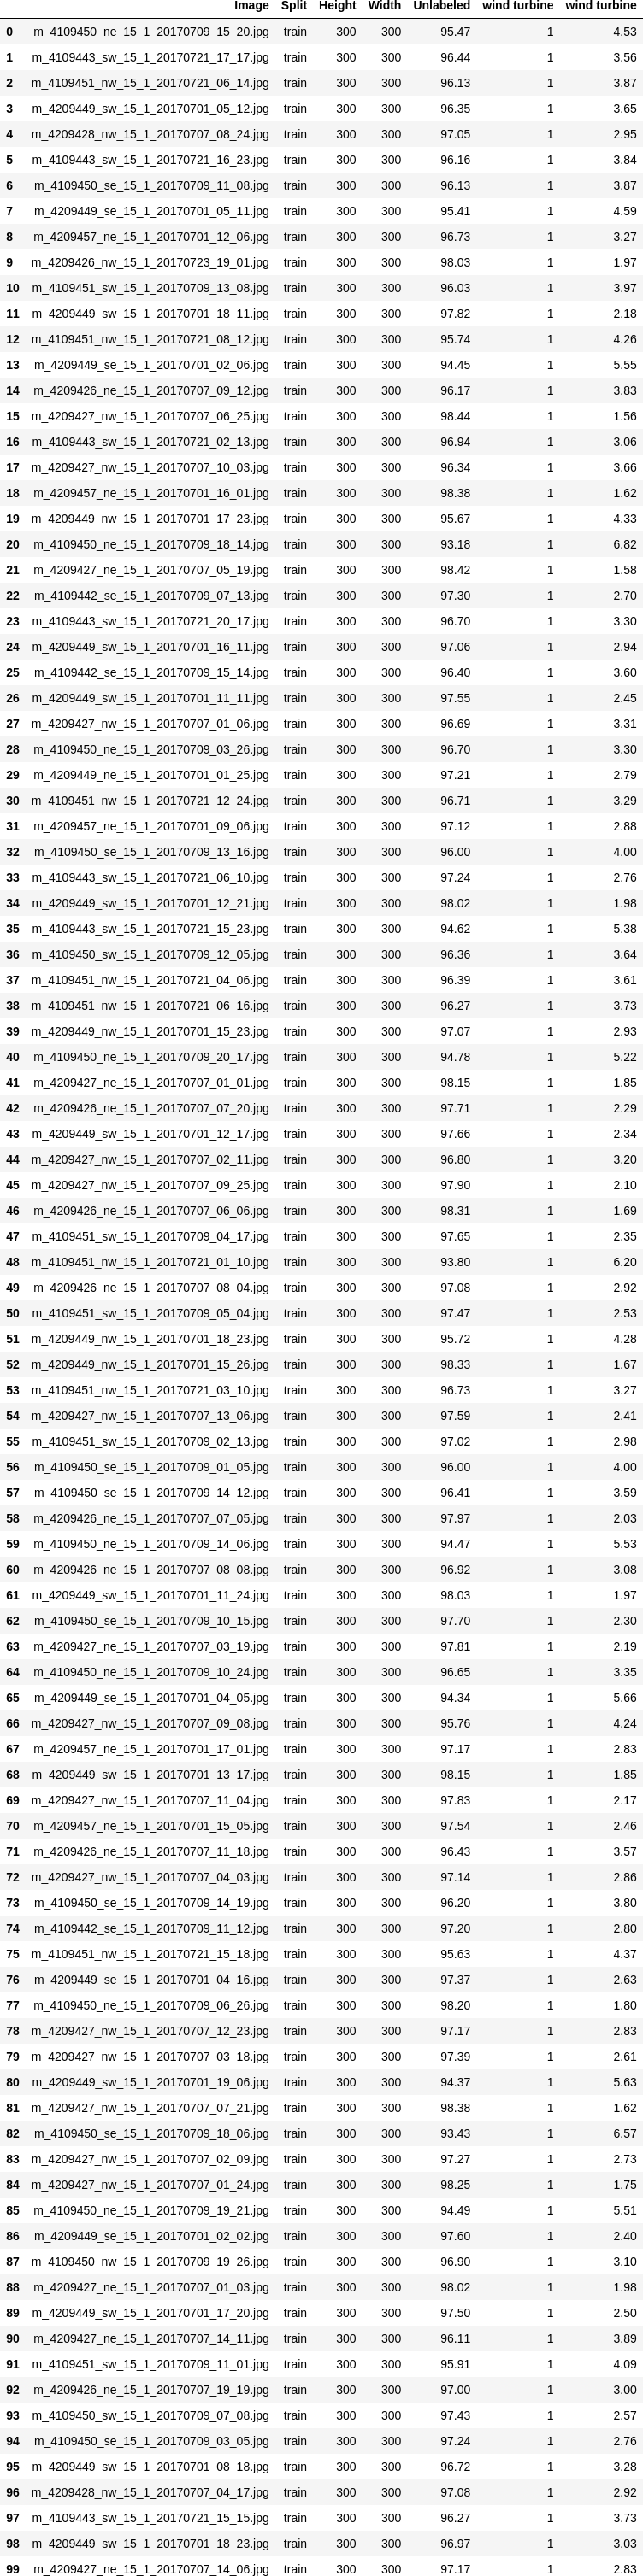 Image Split Height Width Unlabeled wind turbine wind turbine
0 m_4109450_ne_15_1_20170709_15_20.jpg train 300 300 95.47 1 4.53
1 m_4109443_sw_15_1_20170721_17_17.jpg train 300 300 96.44 1 3.56
2 m_4109451_nw_15_1_20170721_06_14.jpg train 300 300 96.13 1 3.87
3 m_4209449_sw_15_1_20170701_05_12.jpg train 300 300 96.35 1 3.65
4 m_4209428_nw_15_1_20170707_08_24.jpg train 300 300 97.05 1 2.95
5 m_4109443_sw_15_1_20170721_16_23.jpg train 300 300 96.16 1 3.84
6 m_4109450_se_15_1_20170709_11_08.jpg train 300 300 96.13 1 3.87
7 m_4209449_se_15_1_20170701_05_11.jpg train 300 300 95.41 1 4.59
8 m_4209457_ne_15_1_20170701_12_06.jpg train 300 300 96.73 1 3.27
9 m_4209426_nw_15_1_20170723_19_01.jpg train 300 300 98.03 1 1.97
10 m_4109451_sw_15_1_20170709_13_08.jpg train 300 300 96.03 1 3.97
11 m_4209449_sw_15_1_20170701_18_11.jpg train 300 300 97.82 1 2.18
12 m_4109451_nw_15_1_20170721_08_12.jpg train 300 300 95.74 1 4.26
13 m_4209449_se_15_1_20170701_02_06.jpg train 300 300 94.45 1 5.55
14 m_4209426_ne_15_1_20170707_09_12.jpg train 300 300 96.17 1 3.83
15 m_4209427_nw_15_1_20170707_06_25.jpg train 300 300 98.44 1 1.56
16 m_4109443_sw_15_1_20170721_02_13.jpg train 300 300 96.94 1 3.06
17 m_4209427_nw_15_1_20170707_10_03.jpg train 300 300 96.34 1 3.66
18 m_4209457_ne_15_1_20170701_16_01.jpg train 300 300 98.38 1 1.62
19 m_4209449_nw_15_1_20170701_17_23.jpg train 300 300 95.67 1 4.33
20 m_4109450_ne_15_1_20170709_18_14.jpg train 300 300 93.18 1 6.82
21 m_4209427_ne_15_1_20170707_05_19.jpg train 300 300 98.42 1 1.58
22 m_4109442_se_15_1_20170709_07_13.jpg train 300 300 97.30 1 2.70
23 m_4109443_sw_15_1_20170721_20_17.jpg train 300 300 96.70 1 3.30
24 m_4209449_sw_15_1_20170701_16_11.jpg train 300 300 97.06 1 2.94
25 m_4109442_se_15_1_20170709_15_14.jpg train 300 300 96.40 1 3.60
26 m_4209449_sw_15_1_20170701_11_11.jpg train 300 300 97.55 1 2.45
27 m_4209427_nw_15_1_20170707_01_06.jpg train 300 300 96.69 1 3.31
28 m_4109450_ne_15_1_20170709_03_26.jpg train 300 300 96.70 1 3.30
29 m_4209449_ne_15_1_20170701_01_25.jpg train 300 300 97.21 1 2.79
30 m_4109451_nw_15_1_20170721_12_24.jpg train 300 300 96.71 1 3.29
31 m_4209457_ne_15_1_20170701_09_06.jpg train 300 300 97.12 1 2.88
32 m_4109450_se_15_1_20170709_13_16.jpg train 300 300 96.00 1 4.00
33 m_4109443_sw_15_1_20170721_06_10.jpg train 300 300 97.24 1 2.76
34 m_4209449_sw_15_1_20170701_12_21.jpg train 300 300 98.02 1 1.98
35 m_4109443_sw_15_1_20170721_15_23.jpg train 300 300 94.62 1 5.38
36 m_4109450_sw_15_1_20170709_12_05.jpg train 300 300 96.36 1 3.64
37 m_4109451_nw_15_1_20170721_04_06.jpg train 300 300 96.39 1 3.61
38 m_4109451_nw_15_1_20170721_06_16.jpg train 300 300 96.27 1 3.73
39 m_4209449_nw_15_1_20170701_15_23.jpg train 300 300 97.07 1 2.93
40 m_4109450_ne_15_1_20170709_20_17.jpg train 300 300 94.78 1 5.22
41 m_4209427_ne_15_1_20170707_01_01.jpg train 300 300 98.15 1 1.85
42 m_4209426_ne_15_1_20170707_07_20.jpg train 300 300 97.71 1 2.29
43 m_4209449_sw_15_1_20170701_12_17.jpg train 300 300 97.66 1 2.34
44 m_4209427_nw_15_1_20170707_02_11.jpg train 300 300 96.80 1 3.20
45 m_4209427_nw_15_1_20170707_09_25.jpg train 300 300 97.90 1 2.10
46 m_4209426_ne_15_1_20170707_06_06.jpg train 300 300 98.31 1 1.69
47 m_4109451_sw_15_1_20170709_04_17.jpg train 300 300 97.65 1 2.35
48 m_4109451_nw_15_1_20170721_01_10.jpg train 300 300 93.80 1 6.20
49 m_4209426_ne_15_1_20170707_08_04.jpg train 300 300 97.08 1 2.92
50 m_4109451_sw_15_1_20170709_05_04.jpg train 300 300 97.47 1 2.53
51 m_4209449_nw_15_1_20170701_18_23.jpg train 300 300 95.72 1 4.28
52 m_4209449_nw_15_1_20170701_15_26.jpg train 300 300 98.33 1 1.67
53 m_4109451_nw_15_1_20170721_03_10.jpg train 300 300 96.73 1 3.27
54 m_4209427_nw_15_1_20170707_13_06.jpg train 300 300 97.59 1 2.41
55 m_4109451_sw_15_1_20170709_02_13.jpg train 300 300 97.02 1 2.98
56 m_4109450_se_15_1_20170709_01_05.jpg train 300 300 96.00 1 4.00
57 m_4109450_se_15_1_20170709_14_12.jpg train 300 300 96.41 1 3.59
58 m_4209426_ne_15_1_20170707_07_05.jpg train 300 300 97.97 1 2.03
59 m_4109450_ne_15_1_20170709_14_06.jpg train 300 300 94.47 1 5.53
60 m_4209426_ne_15_1_20170707_08_08.jpg train 300 300 96.92 1 3.08
61 m_4209449_sw_15_1_20170701_11_24.jpg train 300 300 98.03 1 1.97
62 m_4109450_se_15_1_20170709_10_15.jpg train 300 300 97.70 1 2.30
63 m_4209427_ne_15_1_20170707_03_19.jpg train 300 300 97.81 1 2.19
64 m_4109450_ne_15_1_20170709_10_24.jpg train 300 300 96.65 1 3.35
65 m_4209449_se_15_1_20170701_04_05.jpg train 300 300 94.34 1 5.66
66 m_4209427_nw_15_1_20170707_09_08.jpg train 300 300 95.76 1 4.24
67 m_4209457_ne_15_1_20170701_17_01.jpg train 300 300 97.17 1 2.83
68 m_4209449_sw_15_1_20170701_13_17.jpg train 300 300 98.15 1 1.85
69 m_4209427_nw_15_1_20170707_11_04.jpg train 300 300 97.83 1 2.17
70 m_4209457_ne_15_1_20170701_15_05.jpg train 300 300 97.54 1 2.46
71 m_4209426_ne_15_1_20170707_11_18.jpg train 300 300 96.43 1 3.57
72 m_4209427_nw_15_1_20170707_04_03.jpg train 300 300 97.14 1 2.86
73 m_4109450_se_15_1_20170709_14_19.jpg train 300 300 96.20 1 3.80
74 m_4109442_se_15_1_20170709_11_12.jpg train 300 300 97.20 1 2.80
75 m_4109451_nw_15_1_20170721_15_18.jpg train 300 300 95.63 1 4.37
76 m_4209449_se_15_1_20170701_04_16.jpg train 300 300 97.37 1 2.63
77 m_4109450_ne_15_1_20170709_06_26.jpg train 300 300 98.20 1 1.80
78 m_4209427_nw_15_1_20170707_12_23.jpg train 300 300 97.17 1 2.83
79 m_4209427_nw_15_1_20170707_03_18.jpg train 300 300 97.39 1 2.61
80 m_4209449_sw_15_1_20170701_19_06.jpg train 300 300 94.37 1 5.63
81 m_4209427_nw_15_1_20170707_07_21.jpg train 300 300 98.38 1 1.62
82 m_4109450_se_15_1_20170709_18_06.jpg train 300 300 93.43 1 6.57
83 m_4209427_nw_15_1_20170707_02_09.jpg train 300 300 97.27 1 2.73
84 m_4209427_nw_15_1_20170707_01_24.jpg train 300 300 98.25 1 1.75
85 m_4109450_ne_15_1_20170709_19_21.jpg train 300 300 94.49 1 5.51
86 m_4209449_se_15_1_20170701_02_02.jpg train 300 300 97.60 1 2.40
87 m_4109450_nw_15_1_20170709_19_26.jpg train 300 300 96.90 1 3.10
88 m_4209427_ne_15_1_20170707_01_03.jpg train 300 300 98.02 1 1.98
89 m_4209449_sw_15_1_20170701_17_20.jpg train 300 300 97.50 1 2.50
90 m_4209427_ne_15_1_20170707_14_11.jpg train 300 300 96.11 1 3.89
91 m_4109451_sw_15_1_20170709_11_01.jpg train 300 300 95.91 1 4.09
92 m_4209426_ne_15_1_20170707_19_19.jpg train 300 300 97.00 1 3.00
93 m_4109450_sw_15_1_20170709_07_08.jpg train 300 300 97.43 1 2.57
94 m_4109450_se_15_1_20170709_03_05.jpg train 300 300 97.24 1 2.76
95 m_4209449_sw_15_1_20170701_08_18.jpg train 300 300 96.72 1 3.28
96 m_4209428_nw_15_1_20170707_04_17.jpg train 300 300 97.08 1 2.92
97 m_4109443_sw_15_1_20170721_15_15.jpg train 300 300 96.27 1 3.73
98 m_4209449_sw_15_1_20170701_18_23.jpg train 300 300 96.97 1 3.03
99 m_4209427_ne_15_1_20170707_14_06.jpg train 300 300 97.17 1 2.83